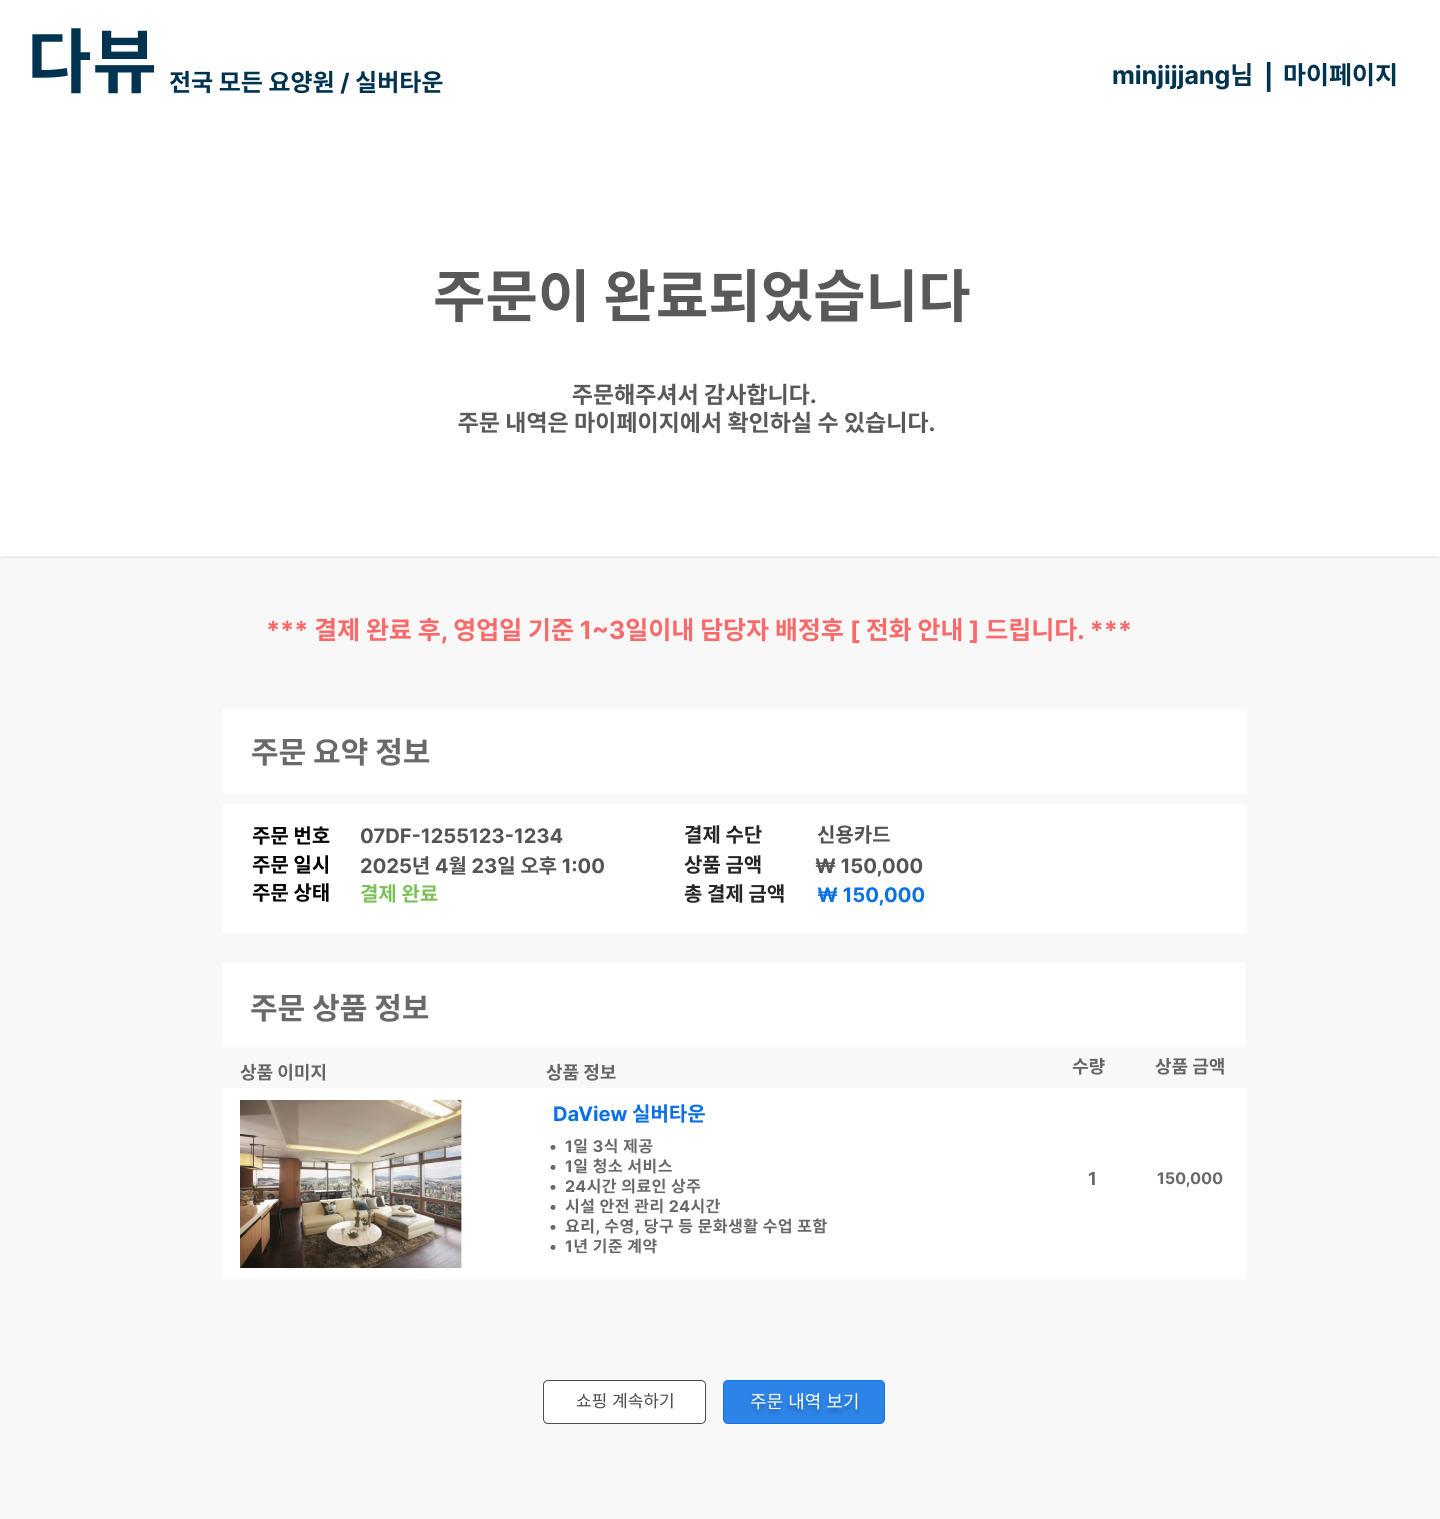 다뷰 전국 모든 요양원 / 실버타운
minjijjang님 | 마이페이지
주문이 완료되었습니다
주문해주셔서 감사합니다.
주문 내역은 마이페이지에서 확인하실 수 있습니다.
*** 결제 완료 후, 영업일 기준 1~3일이내 담당자 배정후 [ 전화 안내 ] 드립니다. ***
주문 요약 정보
주문 번호 07DF-1255123-1234 결제 수단 신용카드
주문 일시 2025년 4월 23일 오후 1:00 상품 금액 ₩ 150,000
주문 상태 결제 완료 총 결제 금액 ₩ 150,000
주문 상품 정보
상품 이미지 상품 정보 수량 상품 금액
DaView 실버타운
• 1일 3식 제공
• 1일 청소 서비스
• 24시간 의료인 상주
• 시설 안전 관리 24시간
• 요리, 수영, 당구 등 문화생활 수업 포함
• 1년 기준 계약
1 150,000
쇼핑 계속하기 주문 내역 보기